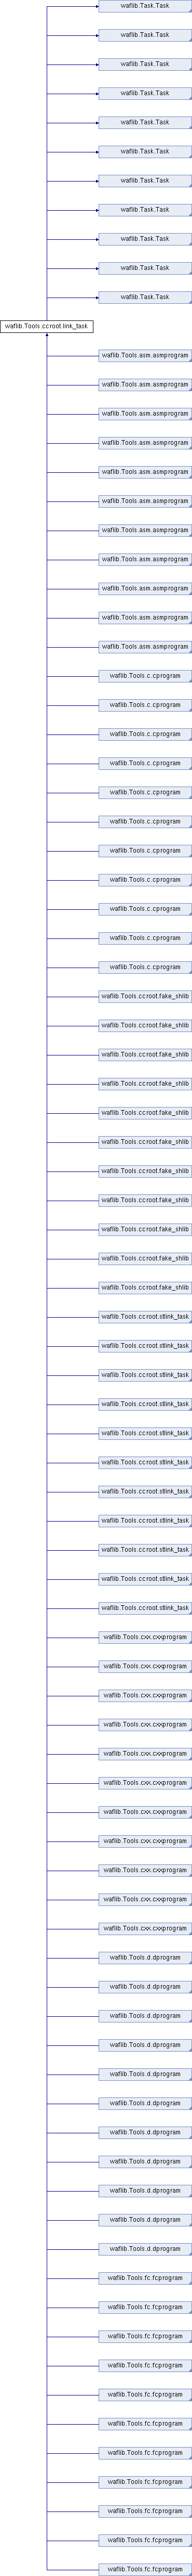 waflib.Task.Task
waflib.Task.Task
waflib.Task.Task
waflib.Task.Task
waflib.Task.Task
waflib.Task.Task
waflib.Task.Task
waflib.Task.Task
waflib.Task.Task
waflib.Task.Task
waflib.Task.Task
waflib.Tools.ccroot.link_task
waflib.Tools.asm.asmprogram
waflib.Tools.asm.asmprogram
waflib.Tools.asm.asmprogram
waflib.Tools.asm.asmprogram
waflib.Tools.asm.asmprogram
waflib.Tools.asm.asmprogram
waflib.Tools.asm.asmprogram
waflib.Tools.asm.asmprogram
waflib.Tools.asm.asmprogram
waflib.Tools.asm.asmprogram
waflib.Tools.asm.asmprogram
waflib.Tools.c.cprogram
waflib.Tools.c.cprogram
waflib.Tools.c.cprogram
waflib.Tools.c.cprogram
waflib.Tools.c.cprogram
waflib.Tools.c.cprogram
waflib.Tools.c.cprogram
waflib.Tools.c.cprogram
waflib.Tools.c.cprogram
waflib.Tools.c.cprogram
waflib.Tools.c.cprogram
waflib.Tools.ccroot.fake_shlib
waflib.Tools.ccroot.fake_shlib
waflib.Tools.ccroot.fake_shlib
waflib.Tools.ccroot.fake_shlib
waflib.Tools.ccroot.fake_shlib
waflib.Tools.ccroot.fake_shlib
waflib.Tools.ccroot.fake_shlib
waflib.Tools.ccroot.fake_shlib
waflib.Tools.ccroot.fake_shlib
waflib.Tools.ccroot.fake_shlib
waflib.Tools.ccroot.fake_shlib
waflib.Tools.ccroot.stlink_task
waflib.Tools.ccroot.stlink_task
waflib.Tools.ccroot.stlink_task
waflib.Tools.ccroot.stlink_task
waflib.Tools.ccroot.stlink_task
waflib.Tools.ccroot.stlink_task
waflib.Tools.ccroot.stlink_task
waflib.Tools.ccroot.stlink_task
waflib.Tools.ccroot.stlink_task
waflib.Tools.ccroot.stlink_task
waflib.Tools.ccroot.stlink_task
waflib.Tools.cxx.cxxprogram
waflib.Tools.cxx.cxxprogram
waflib.Tools.cxx.cxxprogram
waflib.Tools.cxx.cxxprogram
waflib.Tools.cxx.cxxprogram
waflib.Tools.cxx.cxxprogram
waflib.Tools.cxx.cxxprogram
waflib.Tools.cxx.cxxprogram
waflib.Tools.cxx.cxxprogram
waflib.Tools.cxx.cxxprogram
waflib.Tools.cxx.cxxprogram
waflib.Tools.d.dprogram
waflib.Tools.d.dprogram
waflib.Tools.d.dprogram
waflib.Tools.d.dprogram
waflib.Tools.d.dprogram
waflib.Tools.d.dprogram
waflib.Tools.d.dprogram
waflib.Tools.d.dprogram
waflib.Tools.d.dprogram
waflib.Tools.d.dprogram
waflib.Tools.d.dprogram
waflib.Tools.fc.fcprogram
waflib.Tools.fc.fcprogram
waflib.Tools.fc.fcprogram
waflib.Tools.fc.fcprogram
waflib.Tools.fc.fcprogram
waflib.Tools.fc.fcprogram
waflib.Tools.fc.fcprogram
waflib.Tools.fc.fcprogram
waflib.Tools.fc.fcprogram
waflib.Tools.fc.fcprogram
waflib.Tools.fc.fcprogram